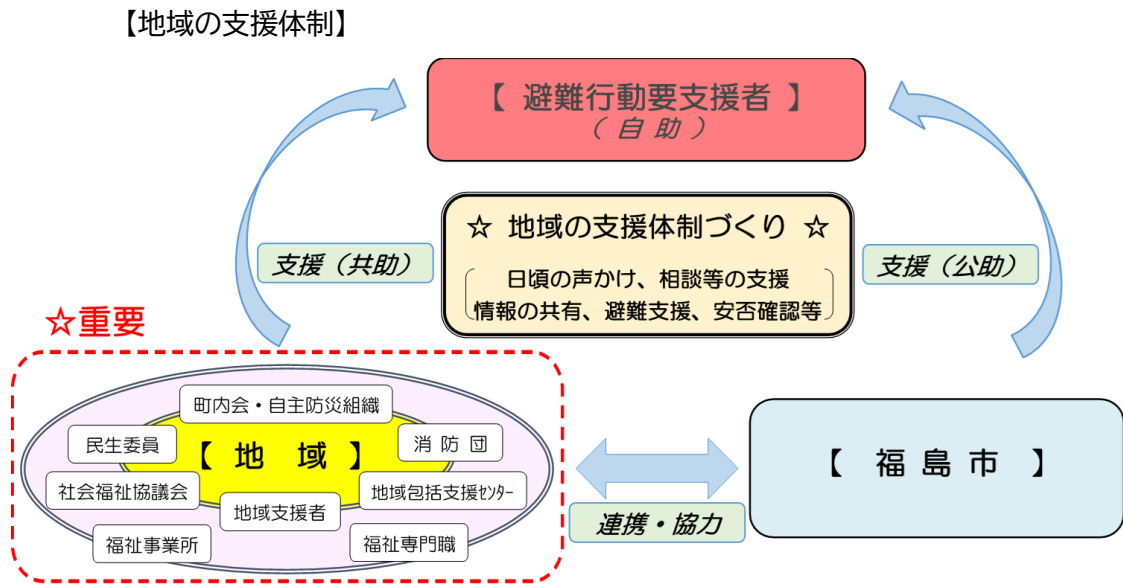 【地域の支援体制】
【 避難行動要支援者 】
（ 自 助 ）
☆ 地域の支援体制づくり ☆
日頃の声かけ、相談等の支援
情報の共有、避難支援、安否確認等
支援（共助）
支援（公助）
☆重要
町内会・自主防災組織
民生委員
【 地 域 】
消 防 団
社会福祉協議会
地域包括支援ｾﾝﾀｰ
地域支援者
福祉事業所
福祉専門職
連携・協力
【 福 島 市 】